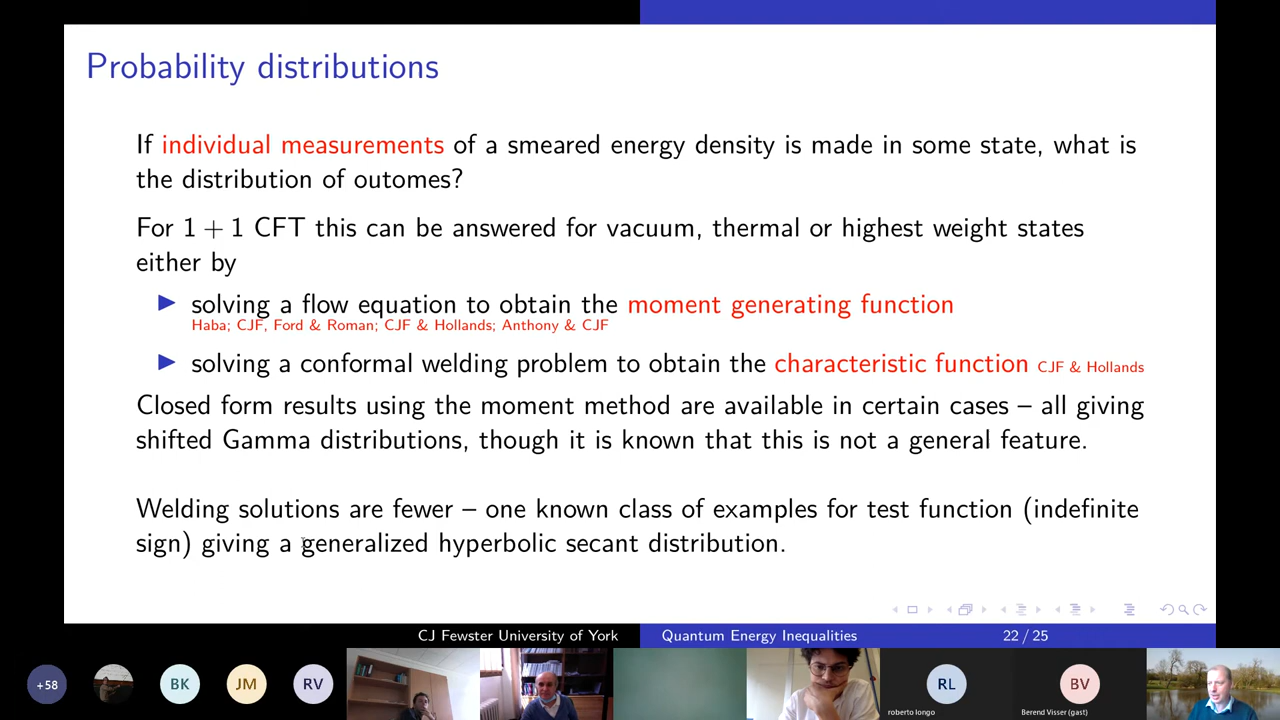 Probability distributions
If individual measurements of a smeared energy density is made in some state, what is
the distribution of outcomes?
For 1 + 1 CFT this can be answered for vacuum, thermal or highest weight states
either by
▶ solving a flow equation to obtain the moment generating function
Haba; CJF, Ford & Roman; CJF & Hollands; Anthony & CJF
▶ solving a conformal welding problem to obtain the characteristic function CJF & Hollands
Closed form results using the moment method are available in certain cases – all giving
shifted Gamma distributions, though it is known that this is not a general feature.
Welding solutions are fewer – one known class of examples for test function (indefinite
sign) giving a generalized hyperbolic secant distribution.
CJ Fewster University of York Quantum Energy Inequalities 22 / 25
+58 BK JM RV RL BV
roberto longo Berend Visser (gast)